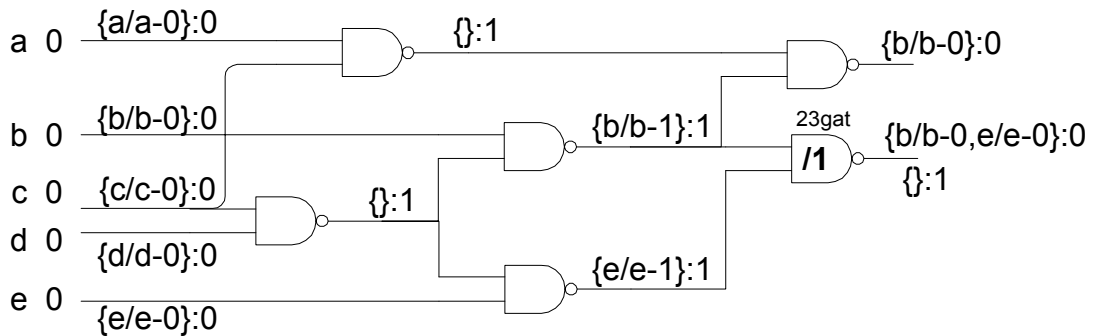 a 0 {a/a-0}:0
{}:1
{b/b-0}:0
b 0 {b/b-0}:0
{b/b-1}:1
23gat
/1
{b/b-0,e/e-0}:0
{}:1
c 0 {c/c-0}:0
{}:1
d 0 {d/d-0}:0
{e/e-1}:1
e 0 {e/e-0}:0